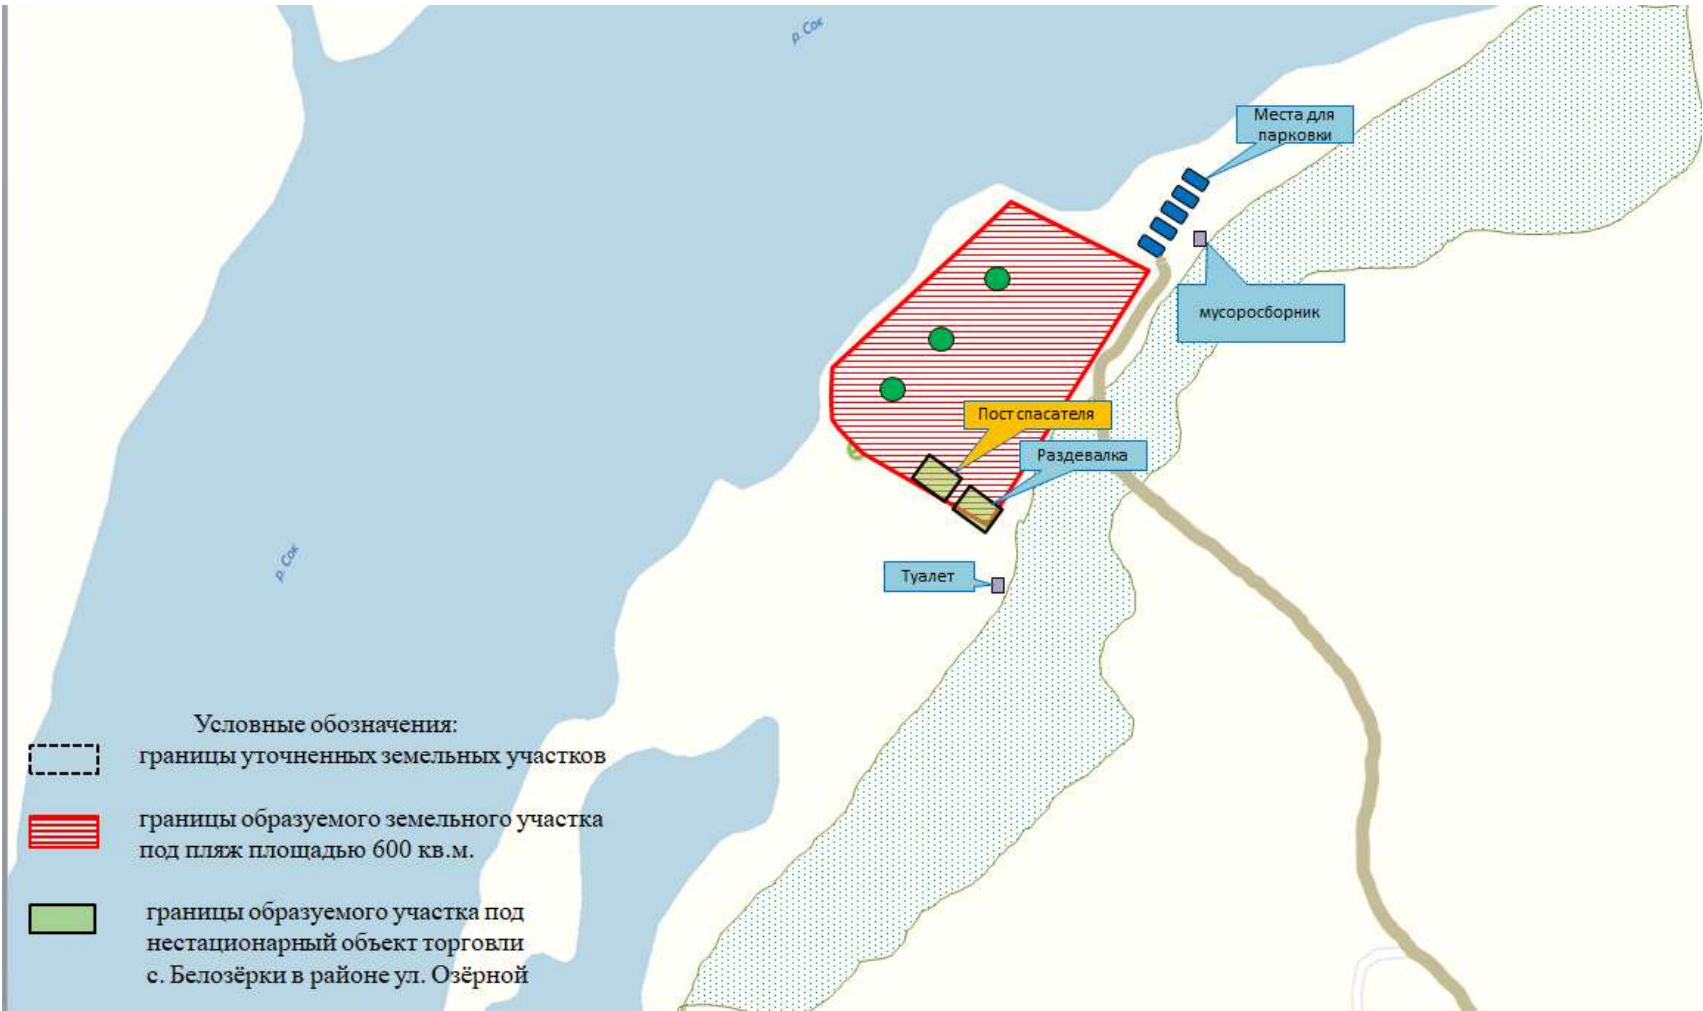 р. Сок
Места для
парковки
мусоросборник
Пост спасателя
Раздевалка
р. Сок
Туалет
Условные обозначения:
границы уточненных земельных участков
границы образуемого земельного участка
под пляж площадью 600 кв.м.
границы образуемого участка под
нестационарный объект торговли
с. Белозёрки в районе ул. Озёрной